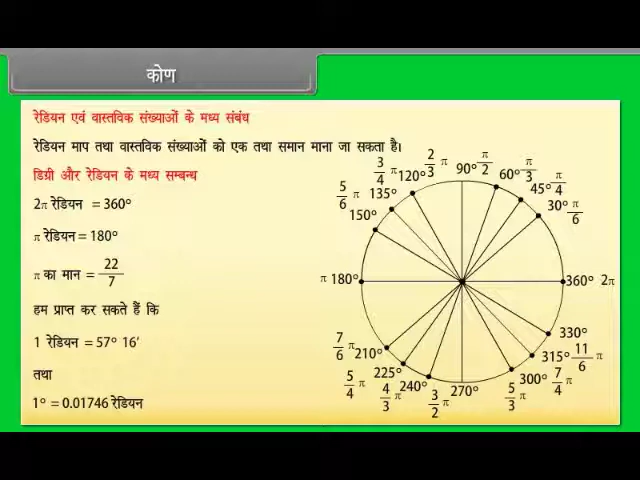 कोण
रेडियन एवं वास्तविक संख्याओं के मध्य संबंध
रेडियन माप तथा वास्तविक संख्याओं को एक तथा समान माना जा सकता है।
डिग्री और रेडियन के मध्य सम्बन्ध
2π रेडियन = 360°
π रेडियन = 180°
π का मान = 22/7
हम प्राप्त कर सकते हैं कि
1 रेडियन = 57° 16'
तथा
1° = 0.01746 रेडियन
90° π/2
60° π/3
45° π/4
30° π/6
360° 2π
330° 11/6 π
315° 7/4 π
300° 5/3 π
270° 3/2 π
240° 4/3 π
225° 5/4 π
7/6 π 210°
π 180°
5/6 π 150°
3/4 π 135°
2/3 π 120°